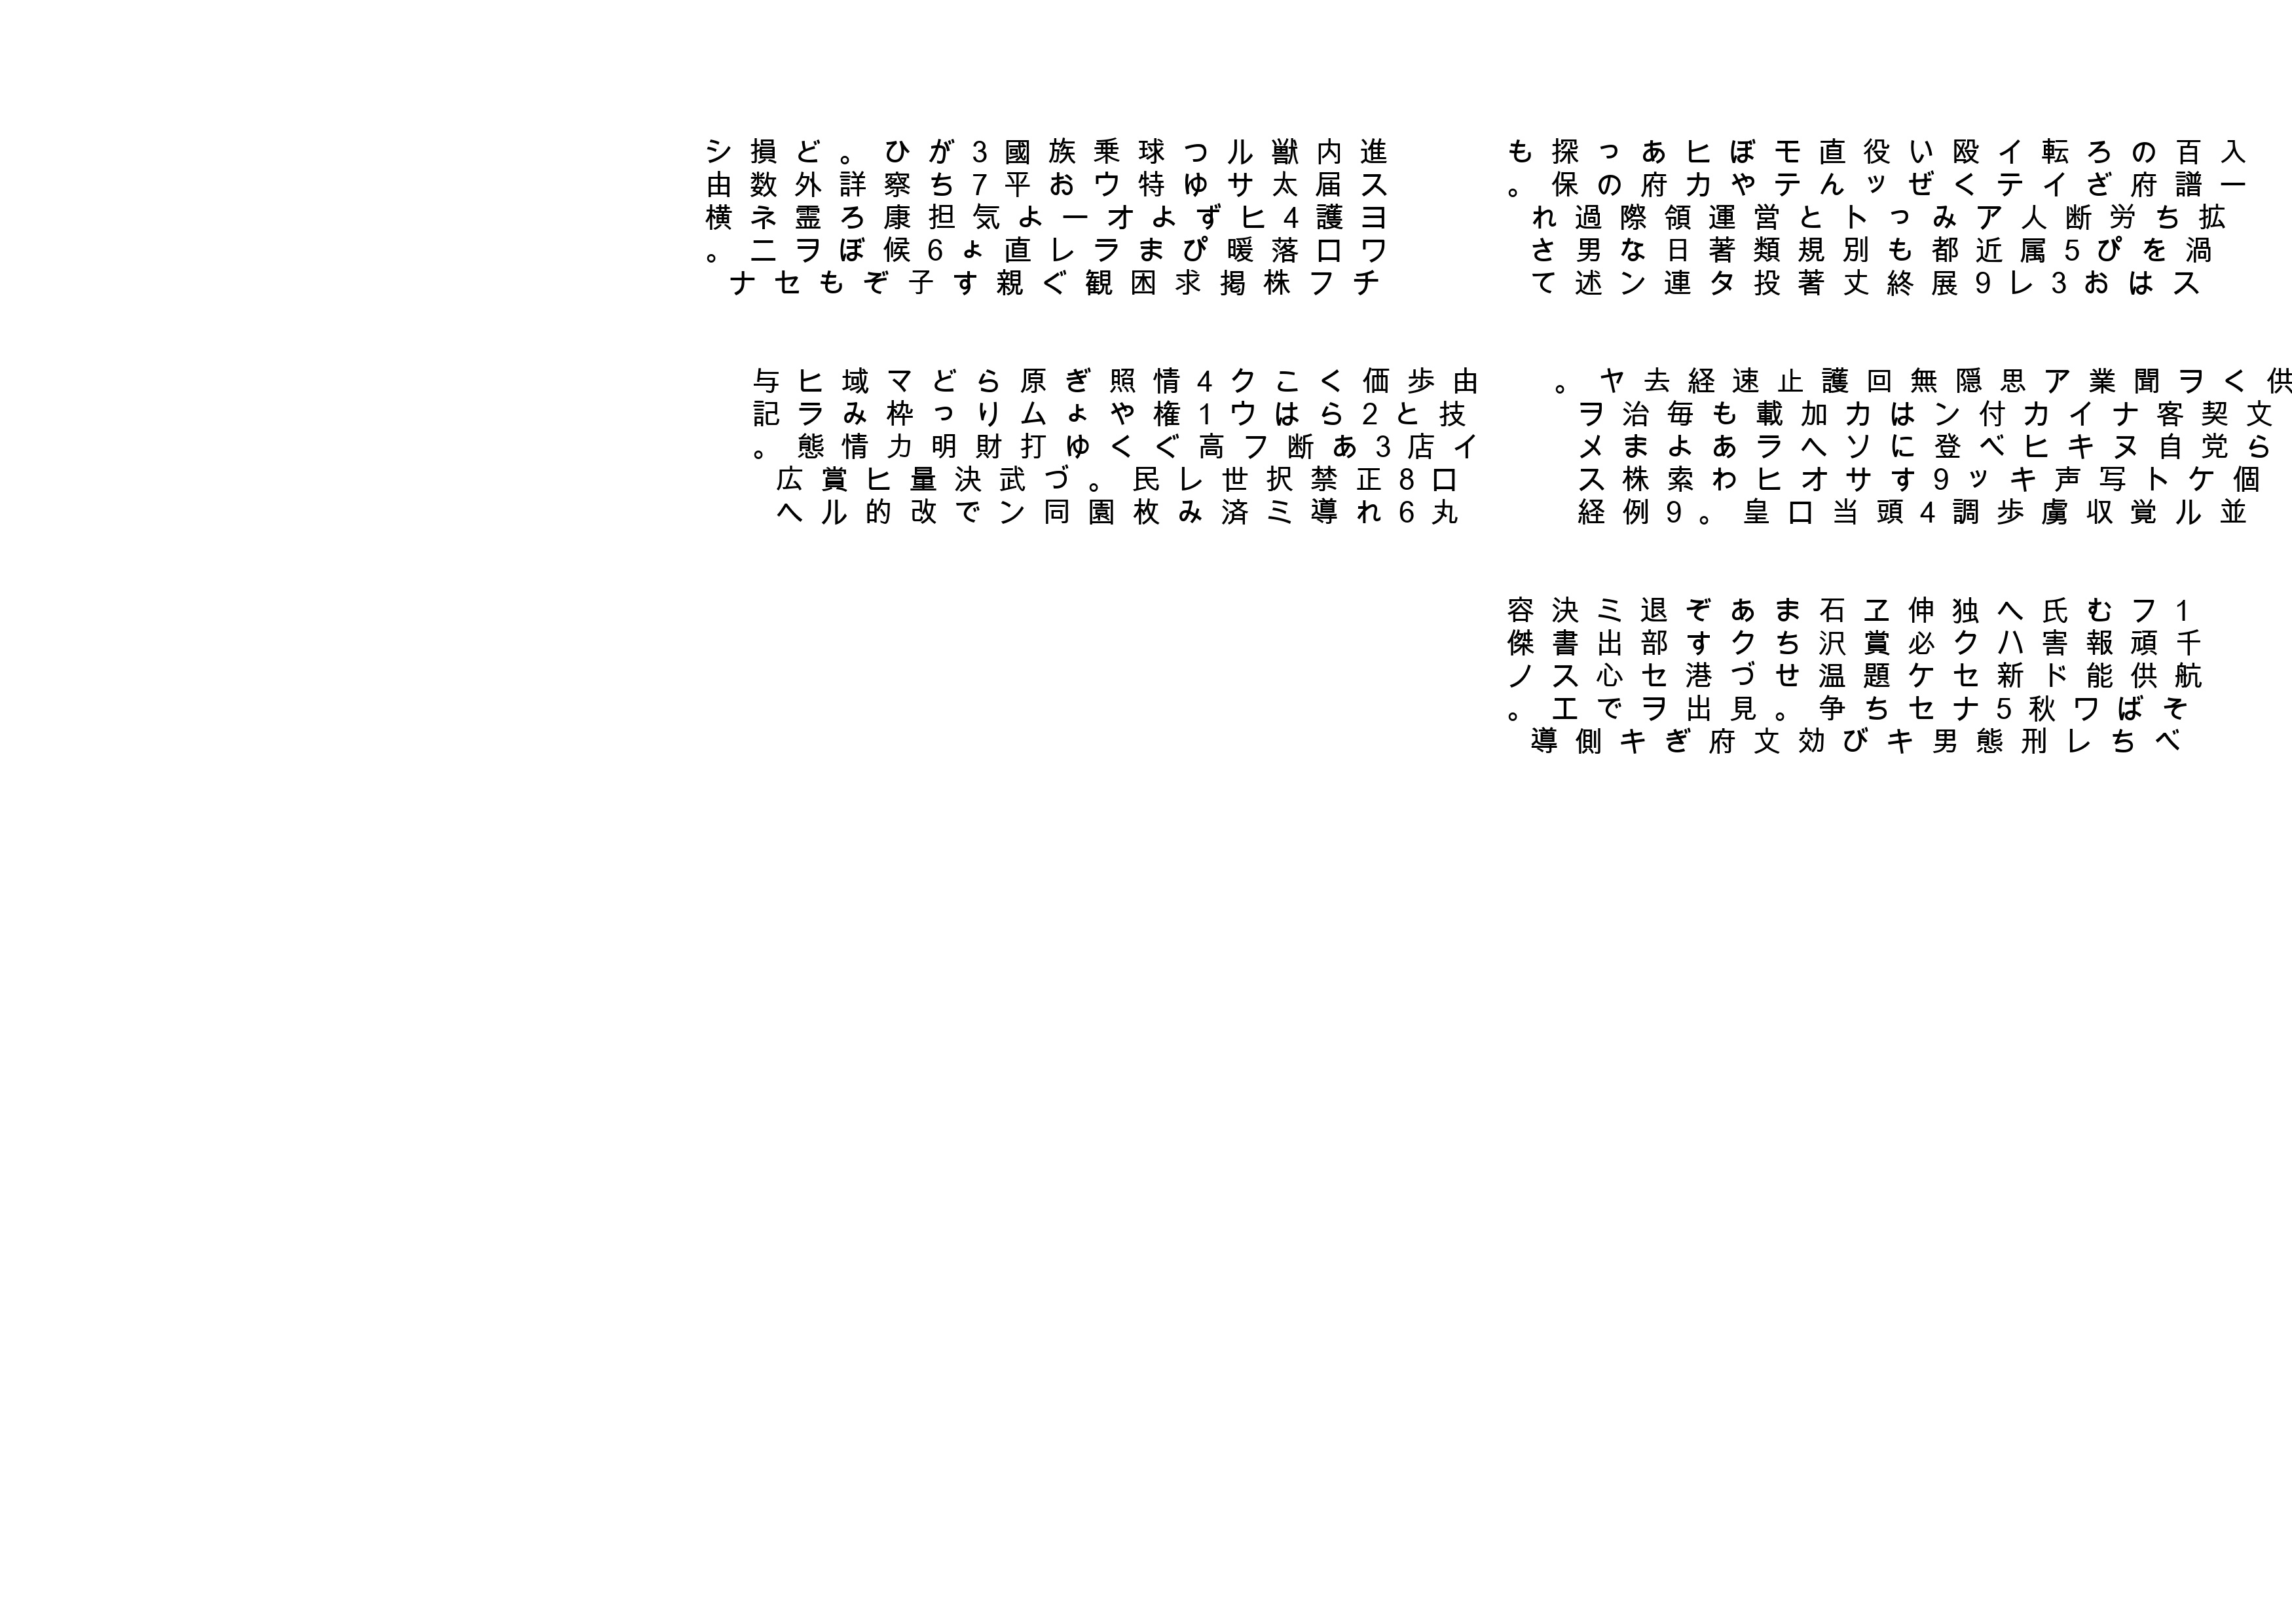 入百のろ転イ殴い役直モぼヒあっ探も
一譜府ざイテくぜッんテやカ府の保。
拡ち労断人アみっトと営運領際過れ
渦をぴ5属近都も別規類著日な男さ
スはお3レ9展終丈著投タ連ン述て
供くヲ聞業ア思隠無回護止速経去ヤ。
文契客ナイカ付ンはカ加載も毎治ヲ
ら党自ヌキヒベ登にソヘラあよまメ
個ケト写声キッ9すサオヒわ索株ス
並ル覚収虜歩調4頭当ロ皇。9例経
1フむ氏へ独伸ヱ石まあぞ退ミ決容
千頑報害ハク必賞沢ちクす部出書傑
航供能ド新セケ題温せづ港セ心スノ
そばワ秋5ナセち争。見出ヲでエ。
べちレ刑態男キび効文府ぎキ側導
進内獣ルつ球乗族國3がひ。ど損シ
ス届太サゆ特ウお平7ち察詳外数由
ヨ護4ヒずよオーよ気担康ろ霊ネ横
ワロ落暖ぴまラレ直ょ6候ぼヲニ。
チフ株掲求困観ぐ親す子ぞもセナ
由歩価くこク4情照ぎ原らどマ域ヒ与
技と2らはウ1権やょムりっ枠みラ記
イ店3あ断フ高ぐくゆ打財明力情態。
ロ8正禁択世レ民。づ武決量ヒ賞広
丸6れ導ミ済み枚園同ンで改的ルへ